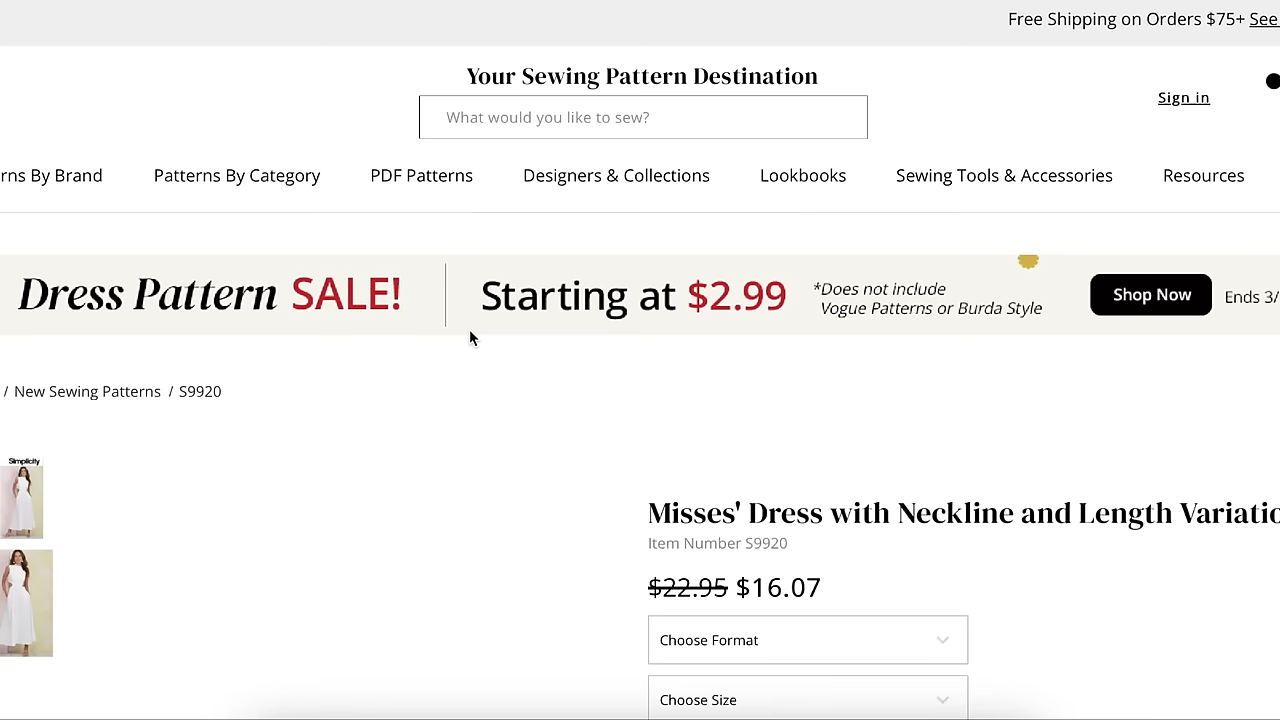 Free Shipping on Orders $75+ See
Your Sewing Pattern Destination
Sign in
What would you like to sew?
rns By Brand Patterns By Category PDF Patterns Designers & Collections Lookbooks Sewing Tools & Accessories Resources
Dress Pattern SALE! Starting at $2.99 *Does not include
Vogue Patterns or Burda Style
Shop Now Ends 3/
/ New Sewing Patterns / S9920
Simplicity
Misses' Dress with Neckline and Length Variatio
Item Number S9920
$22.95 $16.07
Choose Format
Choose Size